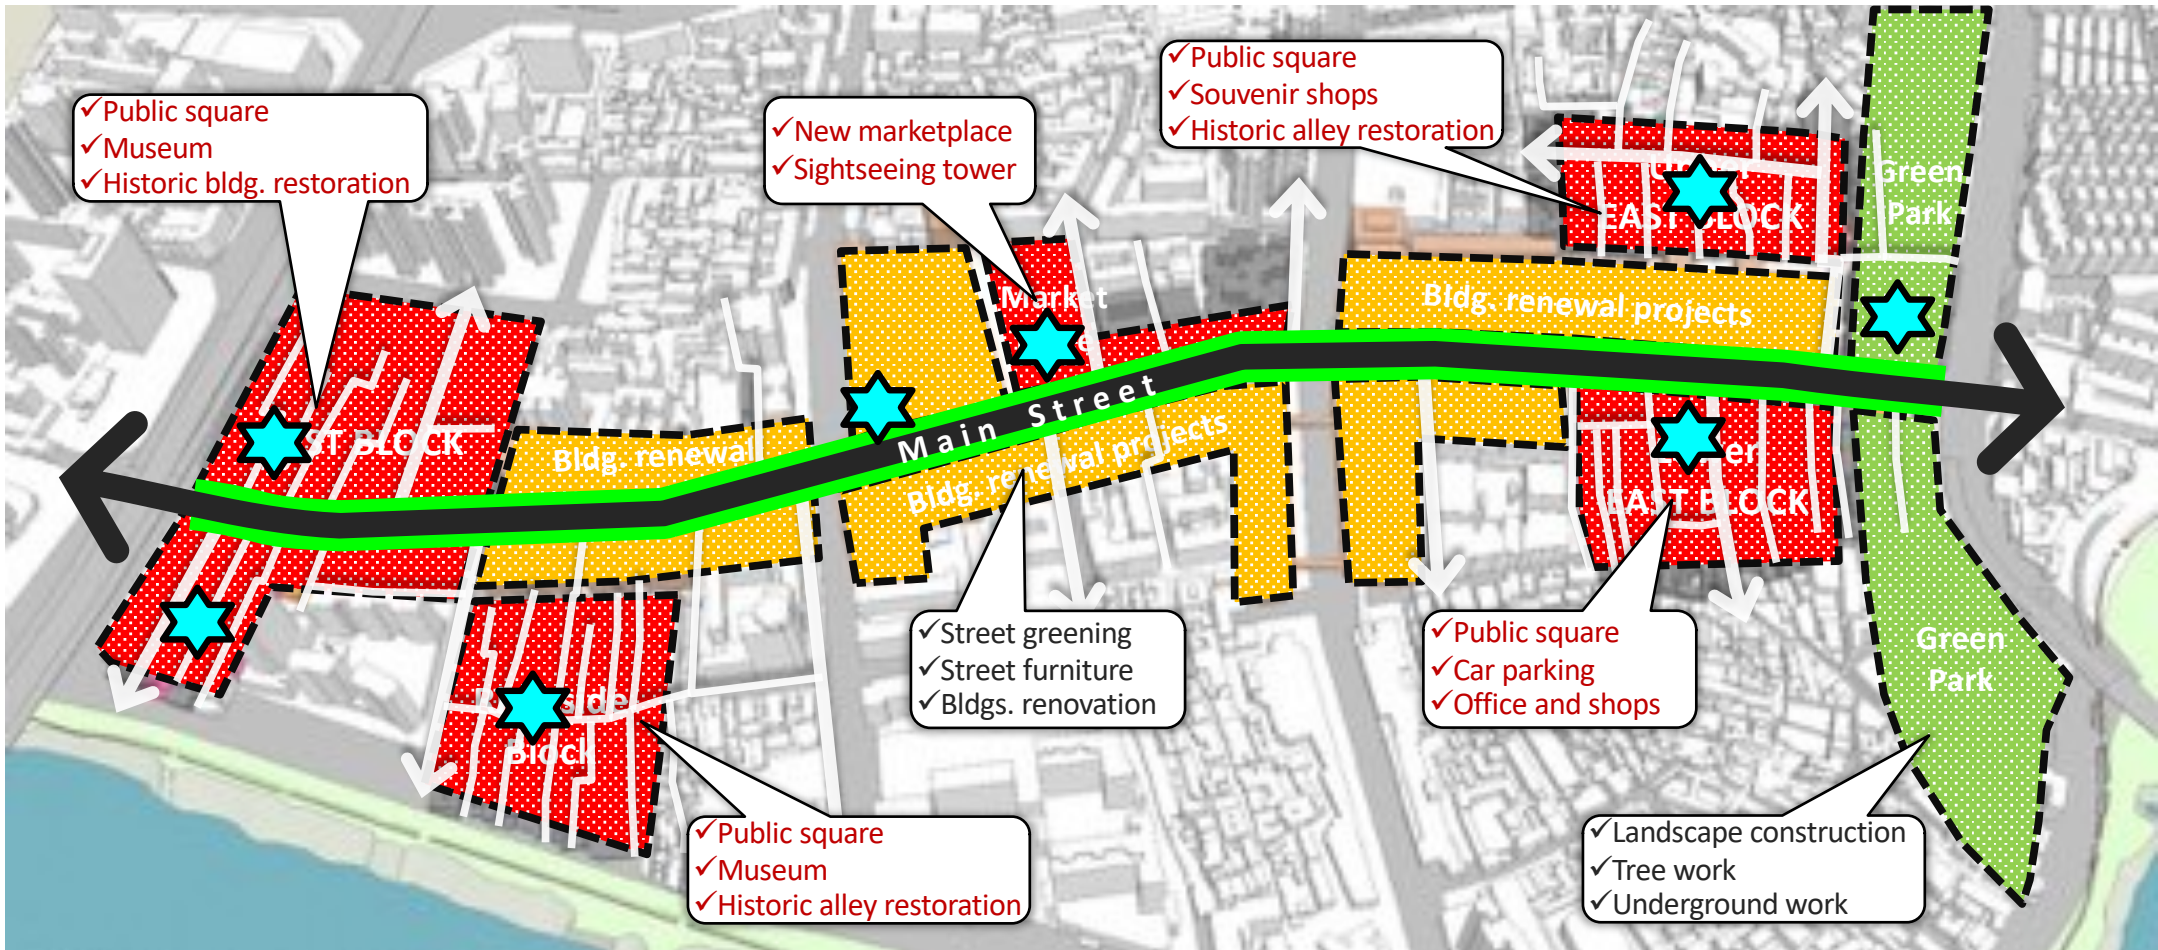 ✓Public square
✓Museum
✓Historic bldg. restoration
✓New marketplace
✓Sightseeing tower
✓Public square
✓Souvenir shops
✓Historic alley restoration
Green
Park
EAST BLOCK
Market
Bldg. renewal projects
BLOCK
Bldg. renewal
Main Street
Bldg. renewal projects
EAST BLOCK
Block
✓Street greening
✓Street furniture
✓Bldgs. renovation
✓Public square
✓Car parking
✓Office and shops
Green
Park
✓Public square
✓Museum
✓Historic alley restoration
✓Landscape construction
✓Tree work
✓Underground work